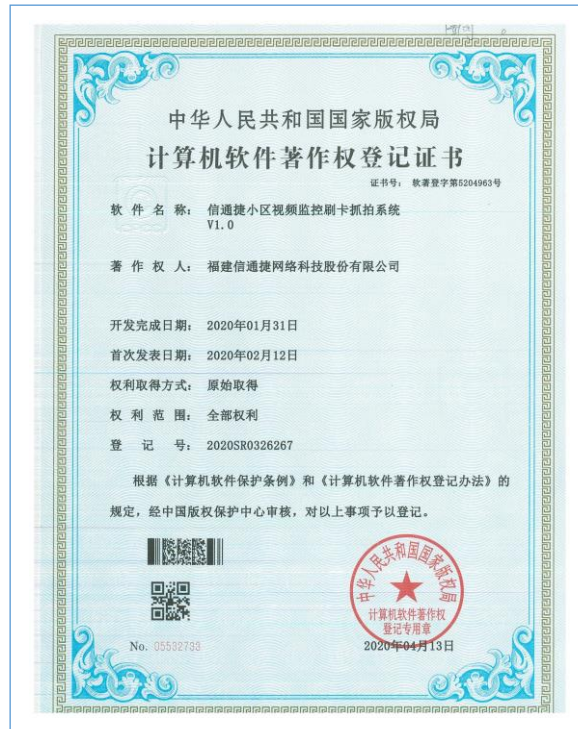 中华人民共和国国家版权局
计算机软件著作权登记证书
证书号： 软著登字第5204963号
软件名称： 信通捷小区视频监控刷卡抓拍系统
V1.0
著作权人： 福建信通捷网络科技股份有限公司
开发完成日期： 2020年01月31日
首次发表日期： 2020年02月12日
权利取得方式： 原始取得
权利范围： 全部权利
登记号： 2020SR0326267
根据《计算机软件保护条例》和《计算机软件著作权登记办法》的
规定，经中国版权保护中心审核，对以上事项予以登记。
中华人民共和国国家版权局
计算机软件著作权
登记专用章
No. 05532733
2020年04月13日